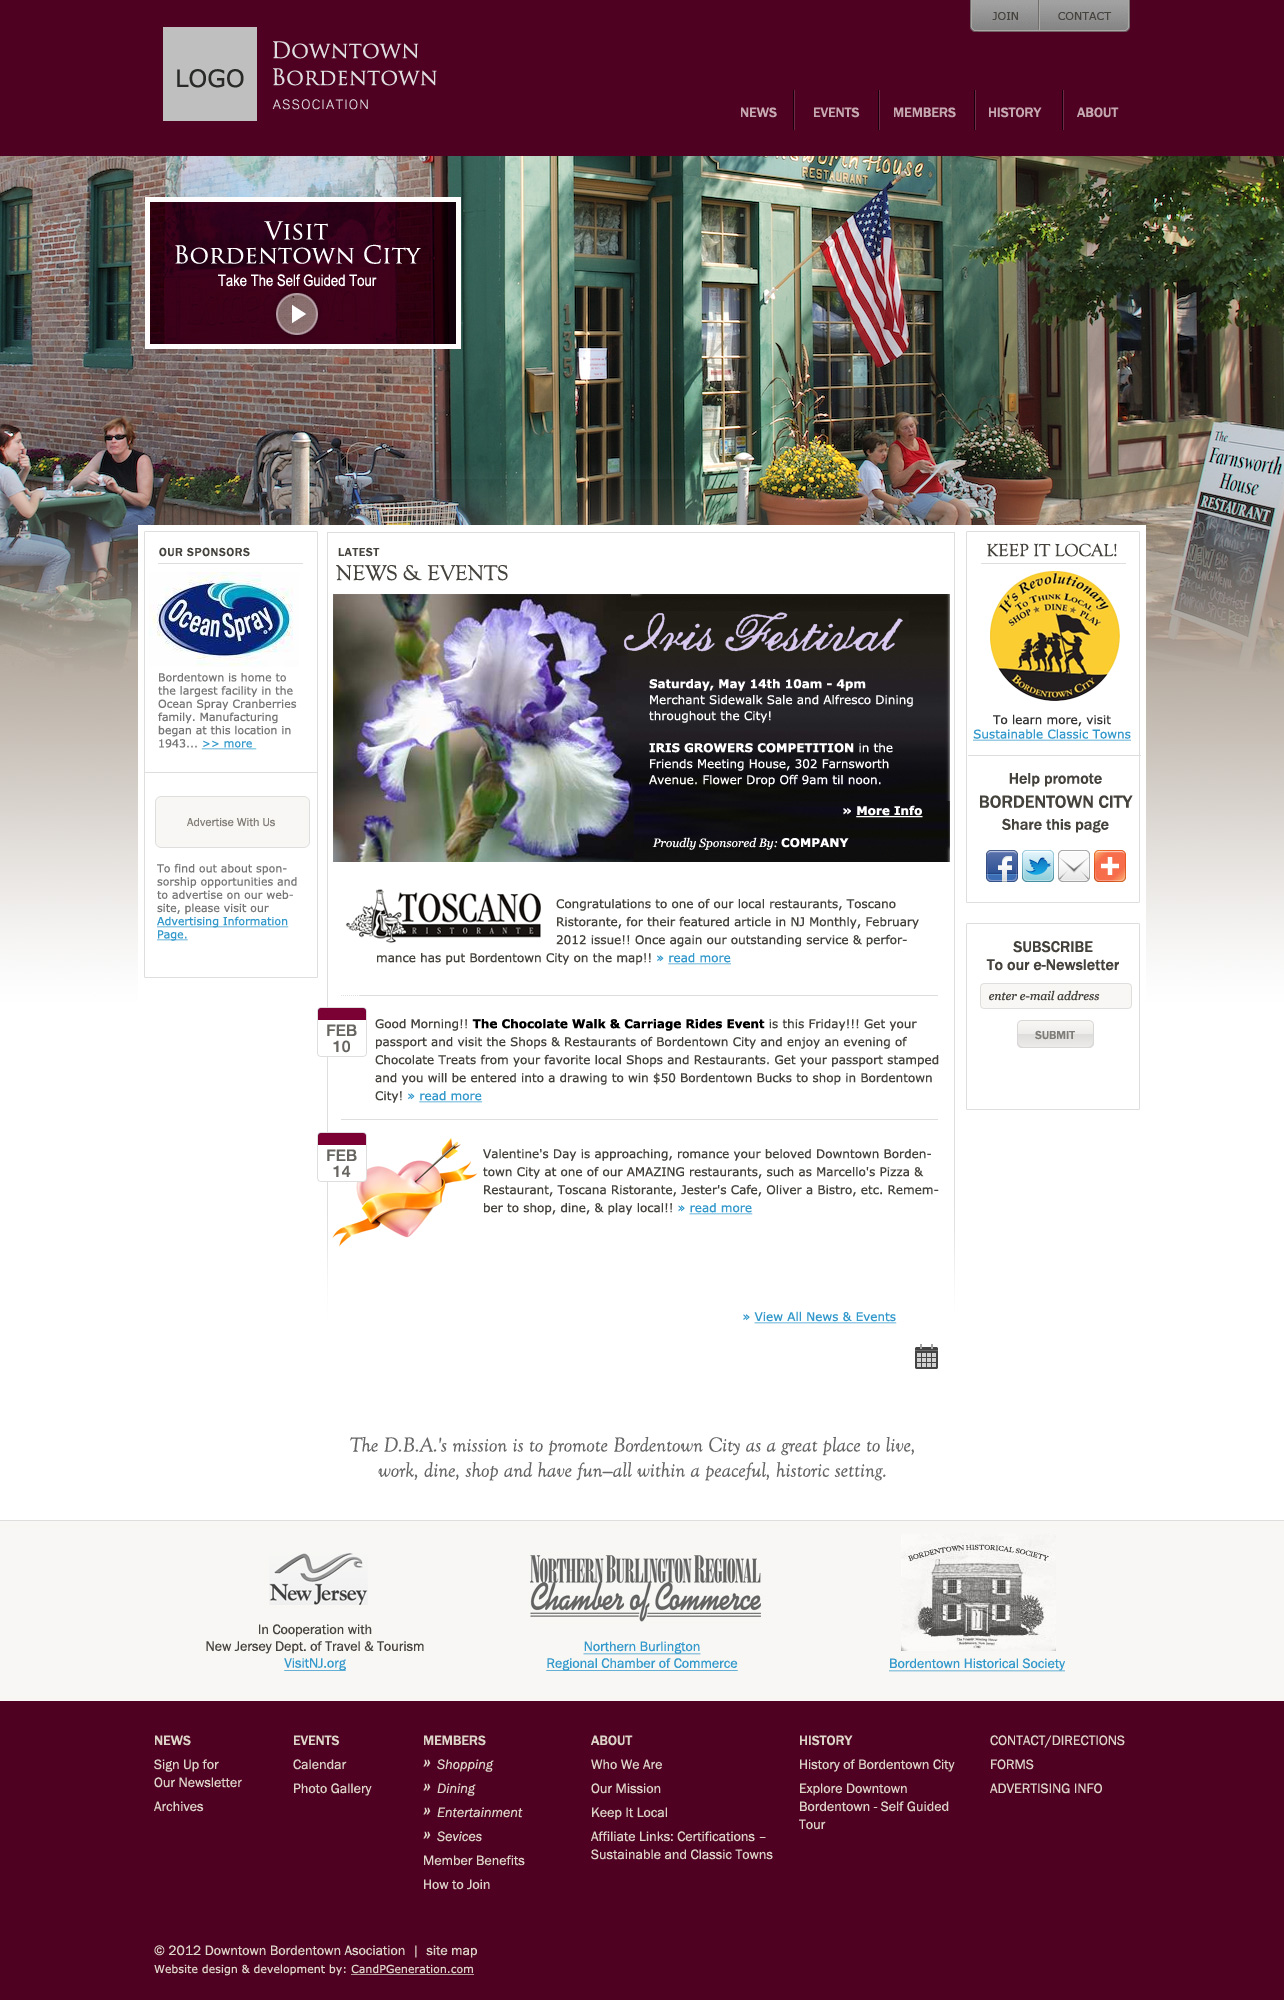 JOIN
CONTACT
LOGO
DOWNTOWN
BORDENTOWN
ASSOCIATION
NEWS
EVENTS
MEMBERS
HISTORY
ABOUT
House
RESTAURANT
VISIT
BORDENTOWN CITY
Take The Self Guided Tour
135
The
Farnsworth
House
RESTAURANT
OUR SPONSORS
Ocean Spray
Bordentown is home to
the largest facility in the
Ocean Spray Cranberries
family. Manufacturing
began at this location in
1943... >> more
Advertise With Us
To find out about spon-
sorship opportunities and
to advertise on our web-
site, please visit our
Advertising Information
Page.
LATEST
NEWS & EVENTS
Iris Festival
Saturday, May 14th 10am - 4pm
Merchant Sidewalk Sale and Alfresco Dining
throughout the City!
IRIS GROWERS COMPETITION in the
Friends Meeting House, 302 Farnsworth
Avenue. Flower Drop Off 9am til noon.
» More Info
Proudly Sponsored By: COMPANY
TOSCANO
RISTORANTE
Congratulations to one of our local restaurants, Toscano
Ristorante, for their featured article in NJ Monthly, February
2012 issue!! Once again our outstanding service & perfor-
mance has put Bordentown City on the map!! » read more
FEB
10
Good Morning!! The Chocolate Walk & Carriage Rides Event is this Friday!!! Get your
passport and visit the Shops & Restaurants of Bordentown City and enjoy an evening of
Chocolate Treats from your favorite local Shops and Restaurants. Get your passport stamped
and you will be entered into a drawing to win $50 Bordentown Bucks to shop in Bordentown
City! » read more
FEB
14
Valentine's Day is approaching, romance your beloved Downtown Borden-
town City at one of our AMAZING restaurants, such as Marcello's Pizza &
Restaurant, Toscana Ristorante, Jester's Cafe, Oliver a Bistro, etc. Remem-
ber to shop, dine, & play local!! » read more
» View All News & Events
KEEP IT LOCAL!
It's Revolutionary
TO THINK LOCAL
SHOP ★ DINE ★ PLAY
BORDENTOWN CITY
To learn more, visit
Sustainable Classic Towns
Help promote
BORDENTOWN CITY
Share this page
SUBSCRIBE
To our e-Newsletter
enter e-mail address
SUBMIT
The D.B.A.'s mission is to promote Bordentown City as a great place to live,
work, dine, shop and have fun–all within a peaceful, historic setting.
New Jersey
In Cooperation with
New Jersey Dept. of Travel & Tourism
VisitNJ.org
NORTHERN BURLINGTON REGIONAL
Chamber of Commerce
Northern Burlington
Regional Chamber of Commerce
BORDENTOWN HISTORICAL SOCIETY
Bordentown Historical Society
NEWS
Sign Up for
Our Newsletter
Archives
EVENTS
Calendar
Photo Gallery
MEMBERS
» Shopping
» Dining
» Entertainment
» Sevices
Member Benefits
How to Join
ABOUT
Who We Are
Our Mission
Keep It Local
Affiliate Links: Certifications –
Sustainable and Classic Towns
HISTORY
History of Bordentown City
Explore Downtown
Bordentown - Self Guided
Tour
CONTACT/DIRECTIONS
FORMS
ADVERTISING INFO
© 2012 Downtown Bordentown Asociation | site map
Website design & development by: CandPGeneration.com